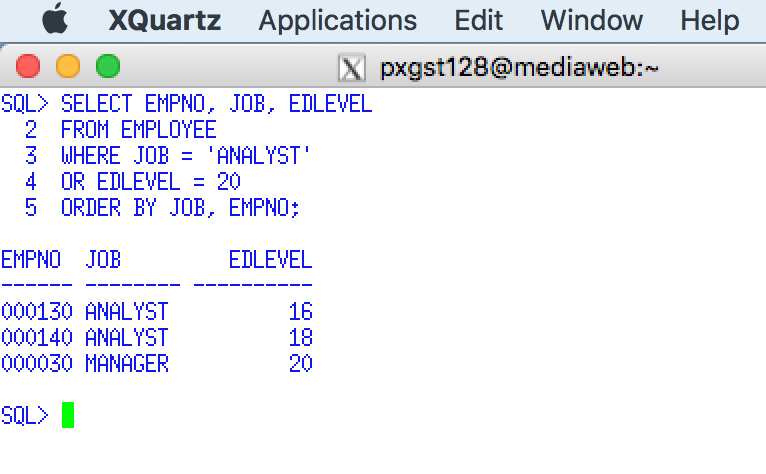 XQuartz Applications Edit Window Help
pxgst128@mediaweb:~
SQL> SELECT EMPNO, JOB, EDLEVEL
  2  FROM EMPLOYEE
  3  WHERE JOB = 'ANALYST'
  4  OR EDLEVEL = 20
  5  ORDER BY JOB, EMPNO;
EMPNO  JOB         EDLEVEL
------ -------- ----------
000130 ANALYST          16
000140 ANALYST          18
000030 MANAGER          20
SQL>